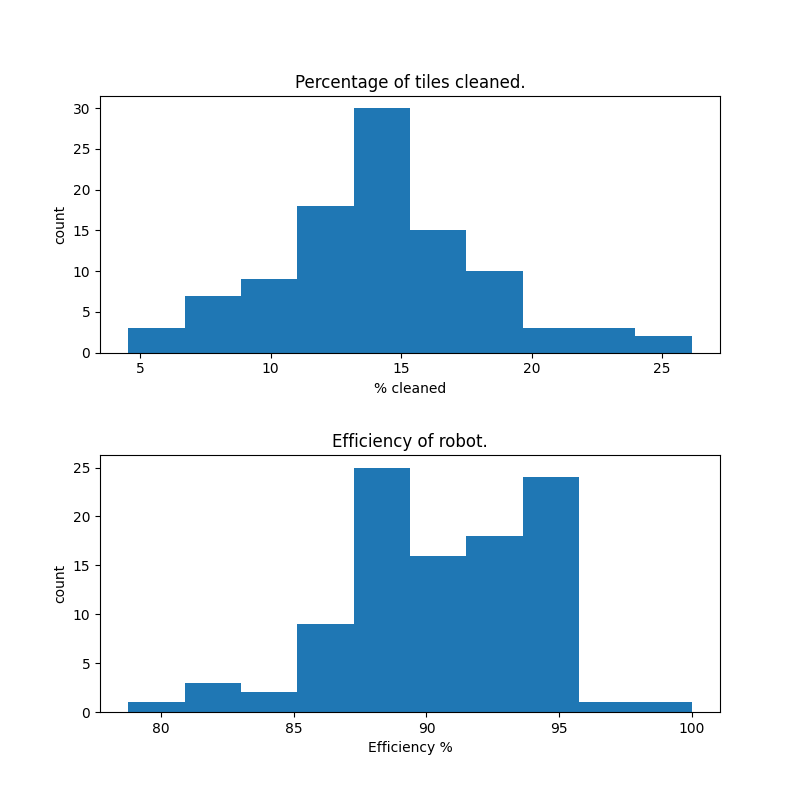 Percentage of tiles cleaned.
30
25
20
15
10
5
0
count
5 10 15 20 25
% cleaned
Efficiency of robot.
25
20
15
10
5
0
count
80 85 90 95 100
Efficiency %